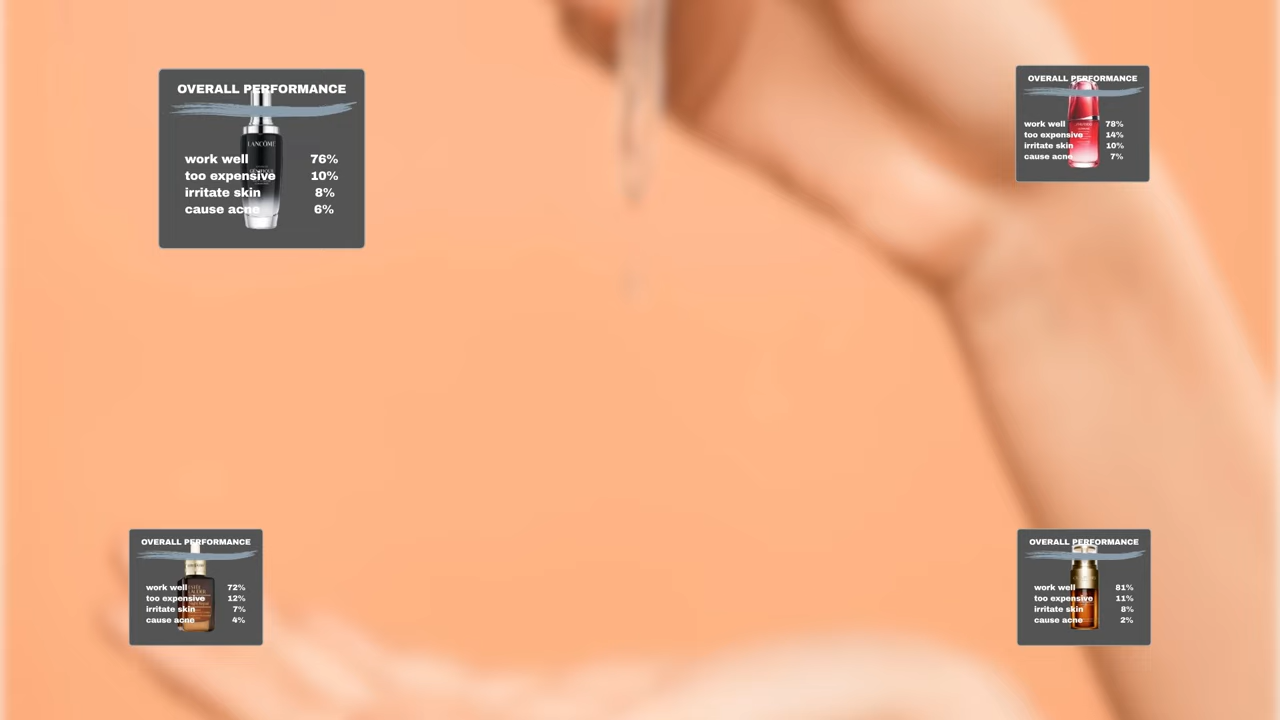 OVERALL PERFORMANCE
LANCÔME
work well 76%
too expensive 10%
irritate skin 8%
cause acne 6%
OVERALL PERFORMANCE
work well 78%
too expensive 14%
irritate skin 10%
cause acne 7%
OVERALL PERFORMANCE
work well 72%
too expensive 12%
irritate skin 7%
cause acne 4%
OVERALL PERFORMANCE
work well 81%
too expensive 11%
irritate skin 8%
cause acne 2%